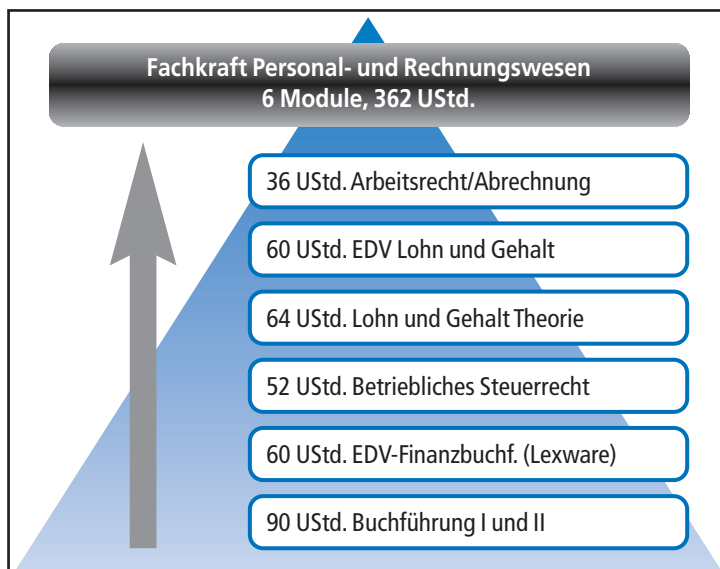 Fachkraft Personal- und Rechnungswesen
6 Module, 362 UStd.
36 UStd. Arbeitsrecht/Abrechnung
60 UStd. EDV Lohn und Gehalt
64 UStd. Lohn und Gehalt Theorie
52 UStd. Betriebliches Steuerrecht
60 UStd. EDV-Finanzbuchf. (Lexware)
90 UStd. Buchführung I und II